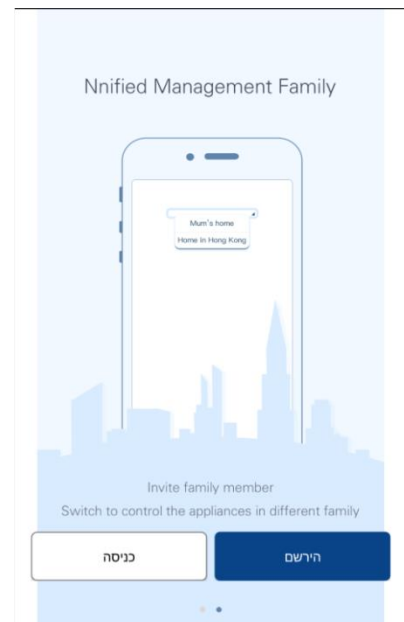 Nnified Management Family
Mum's home
Home in Hong Kong
Invite family member
Switch to control the appliances in different family
כניסה
הירשם